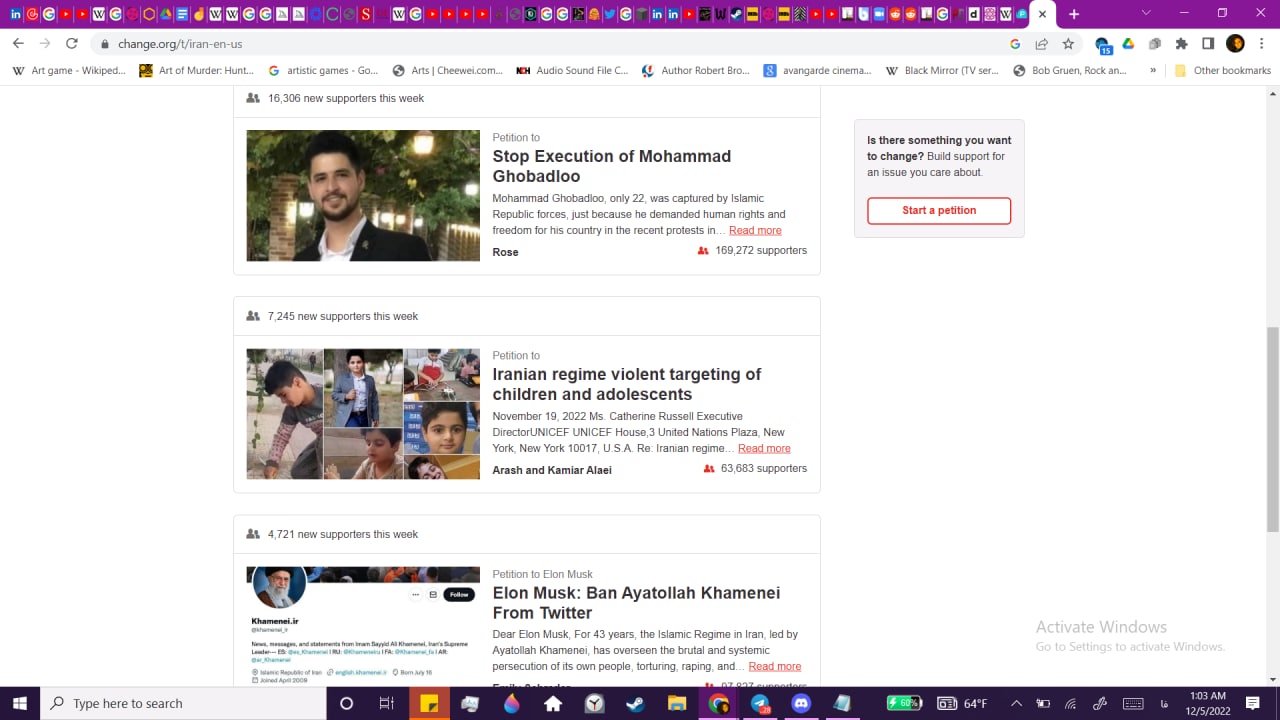 change.org/t/iran-en-us
15
Art game - Wikiped...
Art of Murder: Hunt...
artistic games - Go...
Arts | Cheewei.com...
Audio Sound File C...
Author Robert Bro...
avangarde cinema...
Black Mirror (TV ser...
Bob Gruen, Rock an...
»
Other bookmarks
16,306 new supporters this week
Petition to
Stop Execution of Mohammad
Ghobadloo
Mohammad Ghobadloo, only 22, was captured by Islamic
Republic forces, just because he demanded human rights and
freedom for his country in the recent protests in… Read more
Rose
169,272 supporters
Is there something you want
to change? Build support for
an issue you care about.
Start a petition
7,245 new supporters this week
Petition to
Iranian regime violent targeting of
children and adolescents
November 19, 2022 Ms. Catherine Russell Executive
DirectorUNICEF UNICEF House,3 United Nations Plaza, New
York, New York 10017, U.S.A. Re: Iranian regime… Read more
Arash and Kamiar Alaei
63,683 supporters
4,721 new supporters this week
Follow
Khamenei.ir
@khamenei_ir
News, messages, and statements from Imam Sayyid Ali Khamenei, Iran's Supreme
Leader--- ES: @es_Khamenei I RU: @Khameneiru I FA: @Khamenei_fa I AR:
@ar_Khamenei
Islamic Republic of Iran english.khamenei.ir Born July 16
Joined April 2009
Petition to Elon Musk
Elon Musk: Ban Ayatollah Khamenei
From Twitter
Dear Elon Musk, For 43 years, the Islamic Regime in Iran, led by
Ayatollah Khamenei, has overseen the brutal and systemic
persecution of its own people, torturing, raping, and… Read more
Activate Windows
Go to Settings to activate Windows.
Type here to search
28
60%
64°F
فا
1:03 AM
12/5/2022